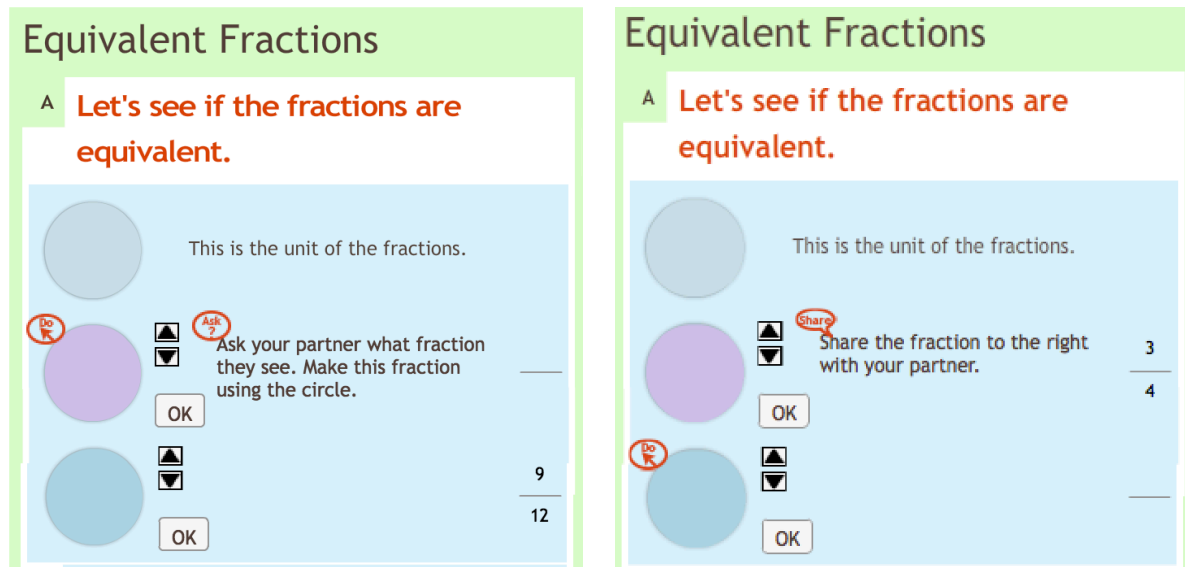 Equivalent Fractions
A
Let's see if the fractions are
equivalent.
This is the unit of the fractions.
Do
Ask
?
Ask your partner what fraction
they see. Make this fraction
using the circle.
OK
9
12
OK
Equivalent Fractions
A
Let's see if the fractions are
equivalent.
This is the unit of the fractions.
Share
Share the fraction to the right
with your partner.
3
4
OK
Do
OK